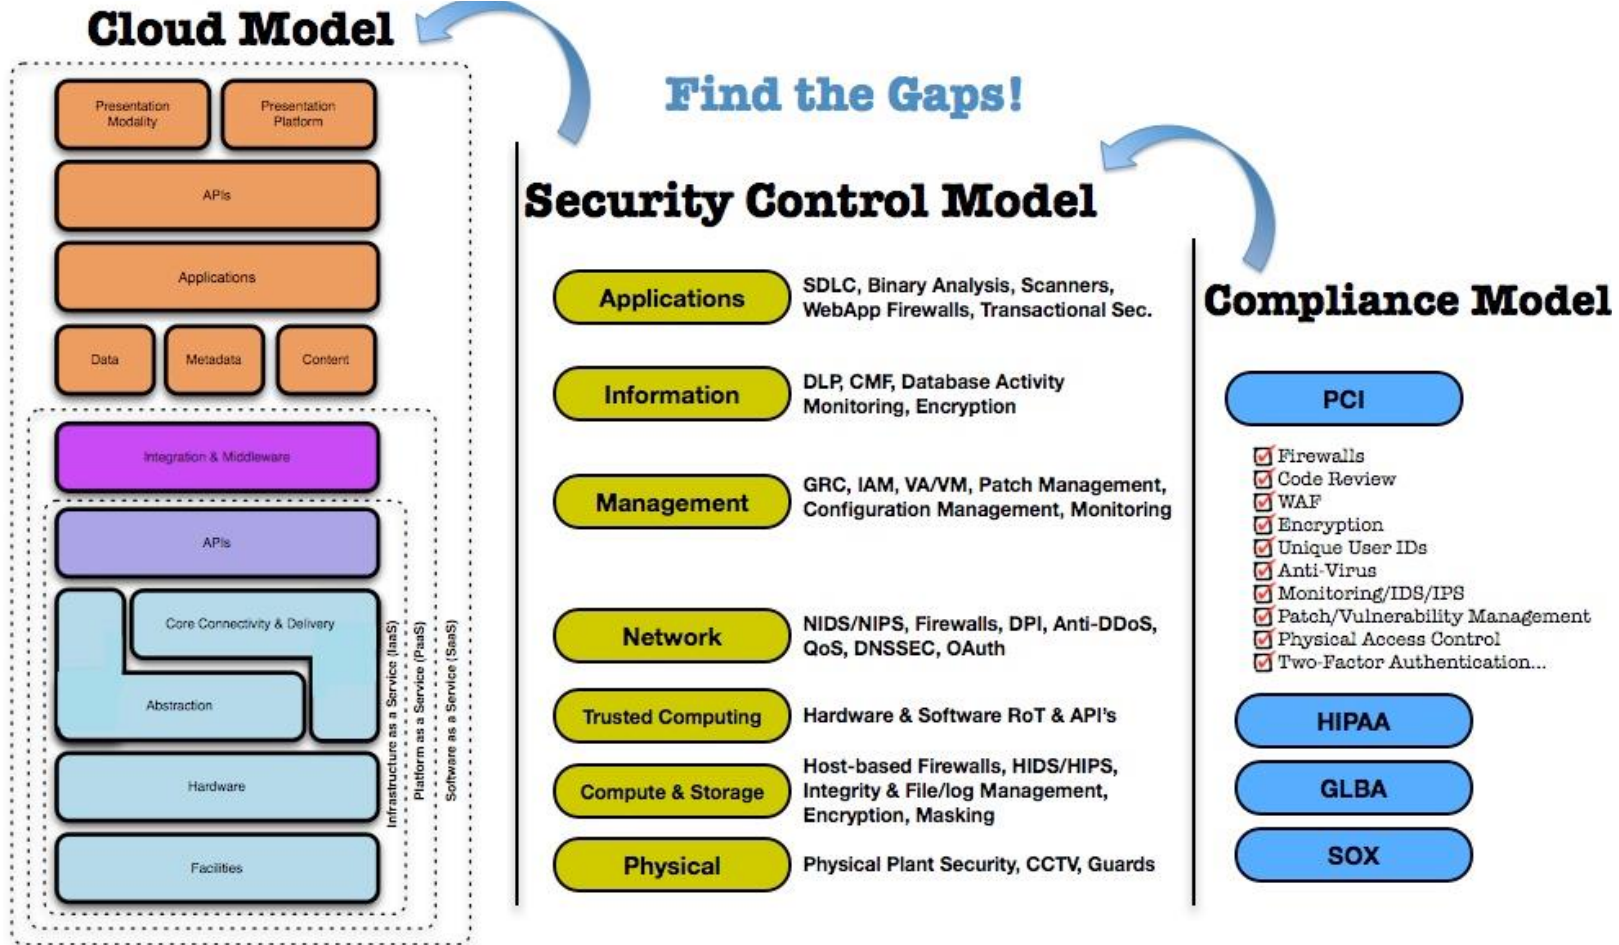 Cloud Model
Presentation
Modality
Presentation
Platform
APIs
Applications
Data
Metadata
Content
Integration & Middleware
APIs
Core Connectivity & Delivery
Abstraction
Hardware
Facilities
Infrastructure as a Service (IaaS)
Platform as a Service (PaaS)
Software as a Service (SaaS)
Find the Gaps!
Security Control Model
Applications
SDLC, Binary Analysis, Scanners,
WebApp Firewalls, Transactional Sec.
Information
DLP, CMF, Database Activity
Monitoring, Encryption
Management
GRC, IAM, VA/VM, Patch Management,
Configuration Management, Monitoring
Network
NIDS/NIPS, Firewalls, DPI, Anti-DDoS,
QoS, DNSSEC, OAuth
Trusted Computing
Hardware & Software RoT & API's
Compute & Storage
Host-based Firewalls, HIDS/HIPS,
Integrity & File/log Management,
Encryption, Masking
Physical
Physical Plant Security, CCTV, Guards
Compliance Model
PCI
Firewalls
Code Review
WAF
Encryption
Unique User IDs
Anti-Virus
Monitoring/IDS/IPS
Patch/Vulnerability Management
Physical Access Control
Two-Factor Authentication...
HIPAA
GLBA
SOX